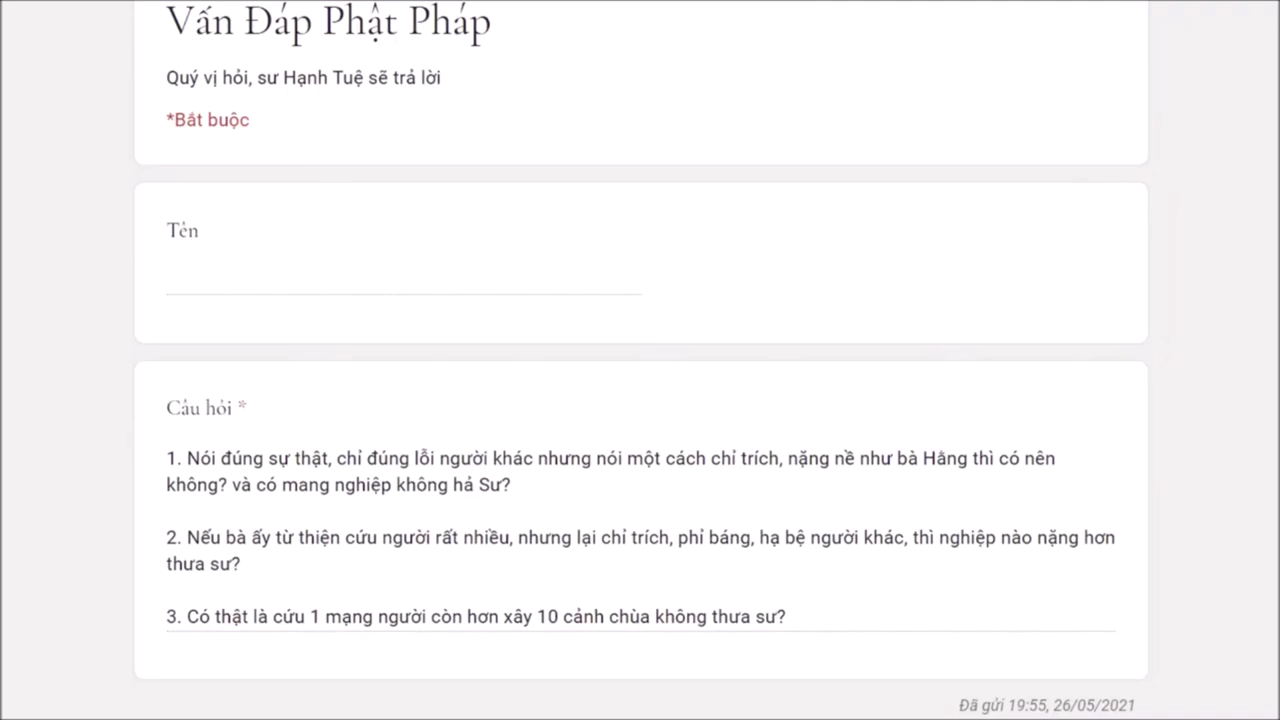 Vấn Đáp Phật Pháp
Quý vị hỏi, sư Hạnh Tuệ sẽ trả lời
*Bắt buộc
Tên
Câu hỏi *
1. Nói đúng sự thật, chỉ đúng lỗi người khác nhưng nói một cách chỉ trích, nặng nề như bà Hằng thì có nên
không? và có mang nghiệp không hả Sư?
2. Nếu bà ấy từ thiện cứu người rất nhiều, nhưng lại chỉ trích, phỉ báng, hạ bệ người khác, thì nghiệp nào nặng hơn
thưa sư?
3. Có thật là cứu 1 mạng người còn hơn xây 10 cảnh chùa không thưa sư?
Đã gửi 19:55, 26/05/2021